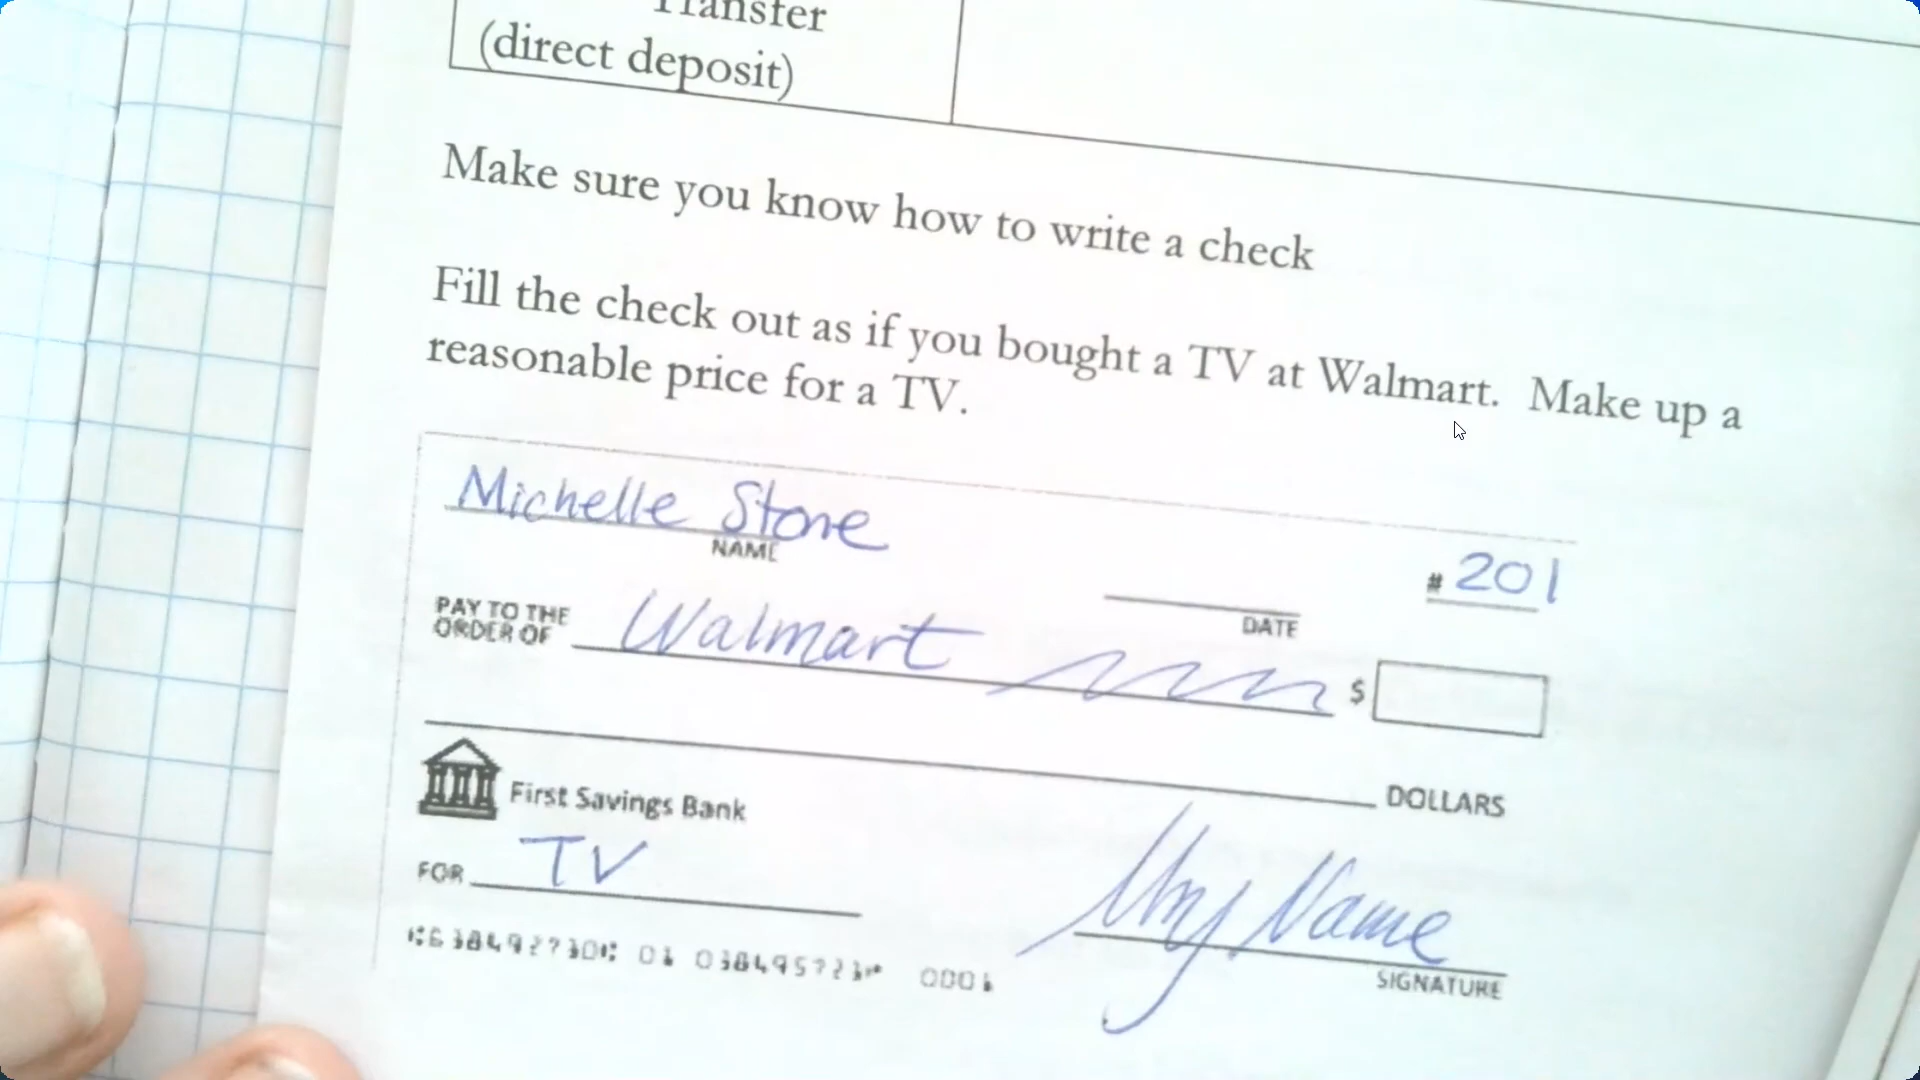 Transfer
(direct deposit)
Make sure you know how to write a check
Fill the check out as if you bought a TV at Walmart. Make up a
reasonable price for a TV.
Michelle Stone
NAME
# 201
DATE
PAY TO THE
ORDER OF
Walmart
$
DOLLARS
First Savings Bank
FOR TV
My Name
SIGNATURE
0001